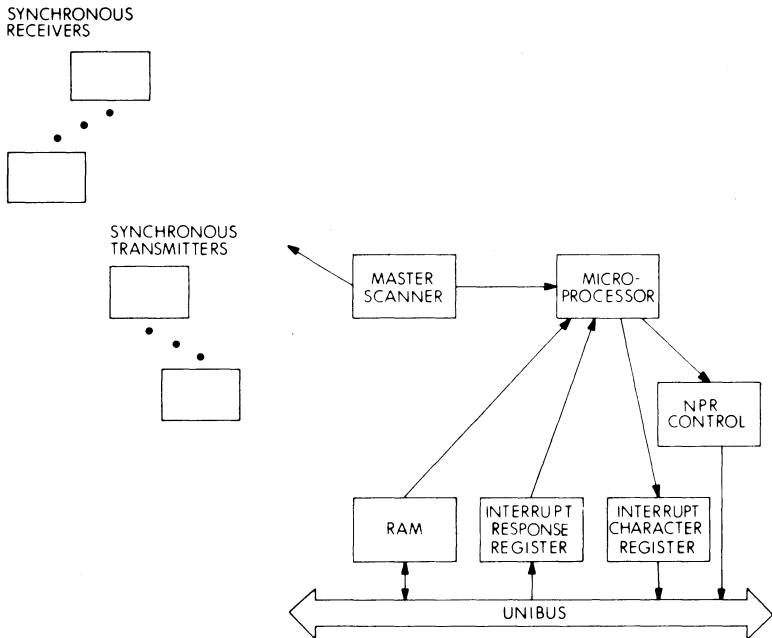 SYNCHRONOUS
RECEIVERS
SYNCHRONOUS
TRANSMITTERS
MASTER
SCANNER
MICRO-
PROCESSOR
NPR
CONTROL
RAM
INTERRUPT
RESPONSE
REGISTER
INTERRUPT
CHARACTER
REGISTER
UNIBUS